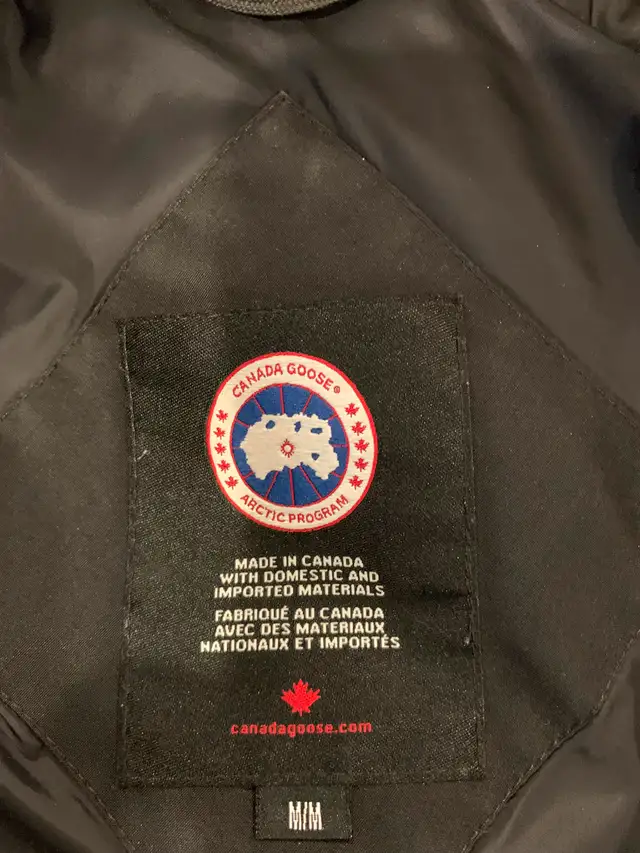 CANADA GOOSE®
ARCTIC PROGRAM
MADE IN CANADA
WITH DOMESTIC AND
IMPORTED MATERIALS
FABRIQUÉ AU CANADA
AVEC DES MATERIAUX
NATIONAUX ET IMPORTÉS
canadagoose.com
M/M